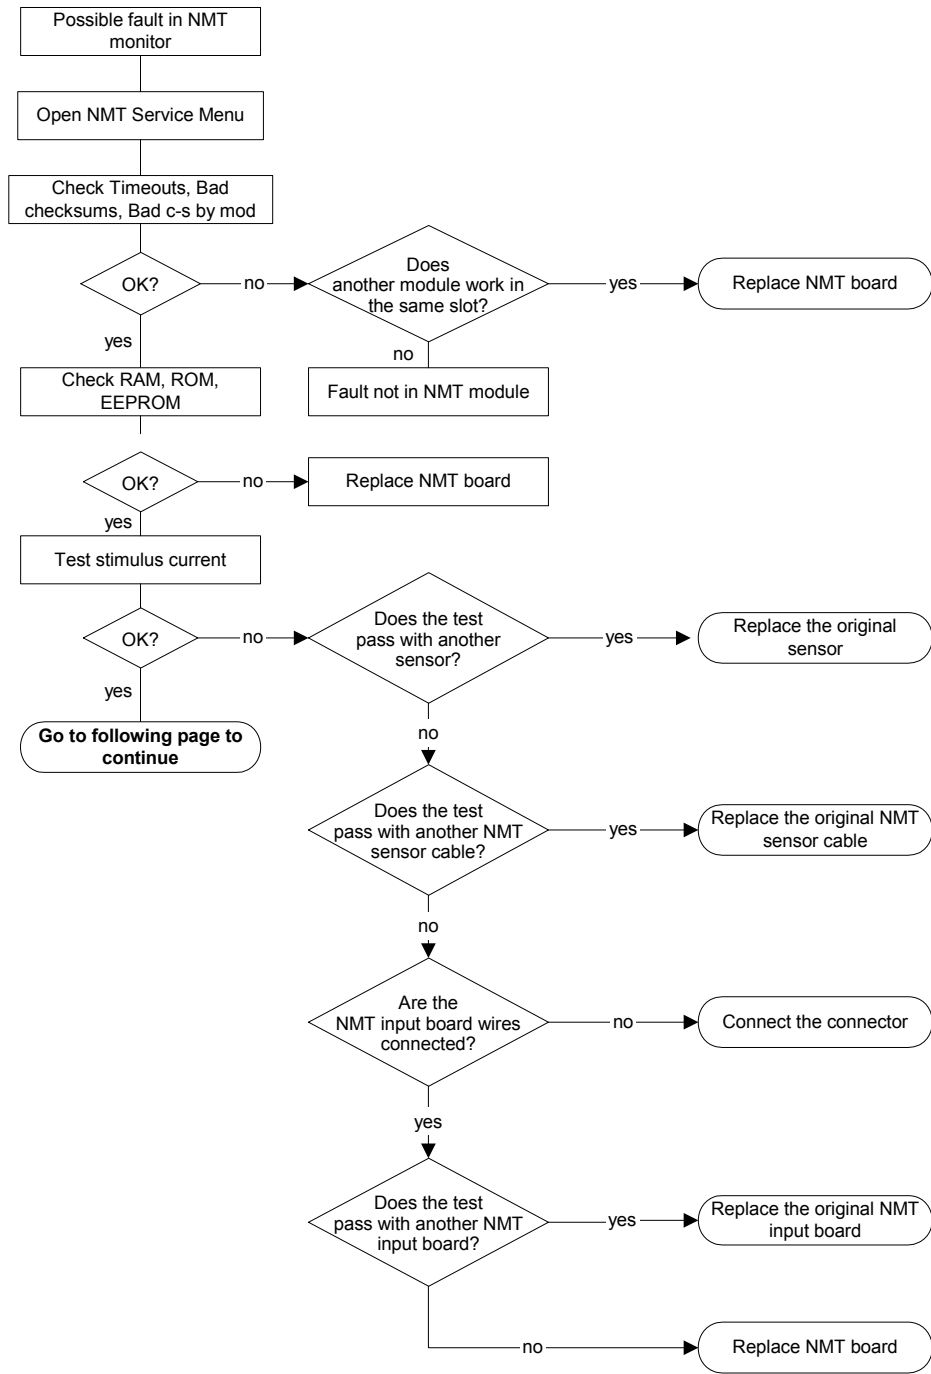 Possible fault in NMT
monitor
Open NMT Service Menu
Check Timeouts, Bad
checksums, Bad c-s by mod
OK?
no
Does
another module work in
the same slot?
yes
Replace NMT board
yes
no
Check RAM, ROM,
EEPROM
Fault not in NMT module
OK?
no
Replace NMT board
yes
Test stimulus current
OK?
no
Does the test
pass with another
sensor?
yes
Replace the original
sensor
yes
Go to following page to
continue
no
Does the test
pass with another NMT
sensor cable?
yes
Replace the original NMT
sensor cable
no
Are the
NMT input board wires
connected?
no
Connect the connector
yes
Does the test
pass with another NMT
input board?
yes
Replace the original NMT
input board
no
Replace NMT board